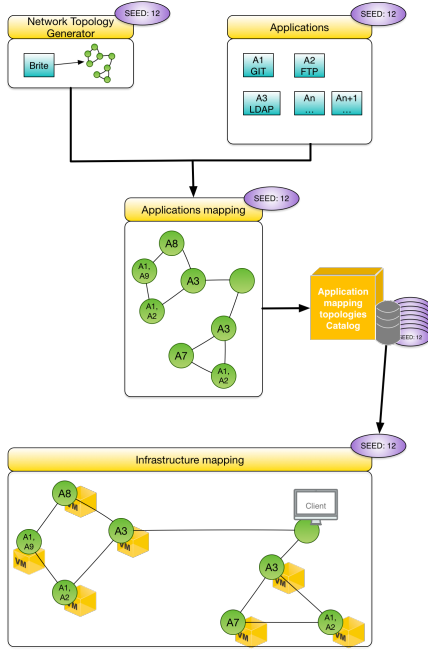 SEED: 12
Network Topology
Generator
Brite
SEED: 12
Applications
A1
GIT
A2
FTP
A3
LDAP
An
...
An+1
...
SEED: 12
Applications mapping
A8
A1,
A9
A3
A1,
A2
A3
A7
A1,
A2
Application
mapping
topologies
Catalog
SEED: 12
SEED: 12
Infrastructure mapping
A8
VM
Client
A3
VM
A1,
A9
VM
A3
VM
A1,
A2
VM
A7
VM
A1,
A2
VM